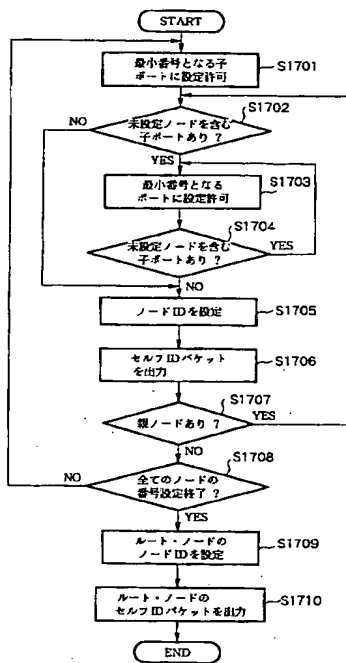 START
最小番号となる子
ポートに設定許可
S1701
S1702
NO
未設定ノードを含む
子ポートあり ?
YES
最小番号となる
ポートに設定許可
S1703
S1704
未設定ノードを含む
子ポートあり ?
YES
NO
ノードIDを設定
S1705
セルフIDパケット
を出力
S1706
S1707
親ノードあり ?
YES
NO
S1708
NO
全てのノードの
番号設定終了 ?
YES
ルート・ノードの
ノードIDを設定
S1709
ルート・ノードの
セルフIDパケットを出力
S1710
END